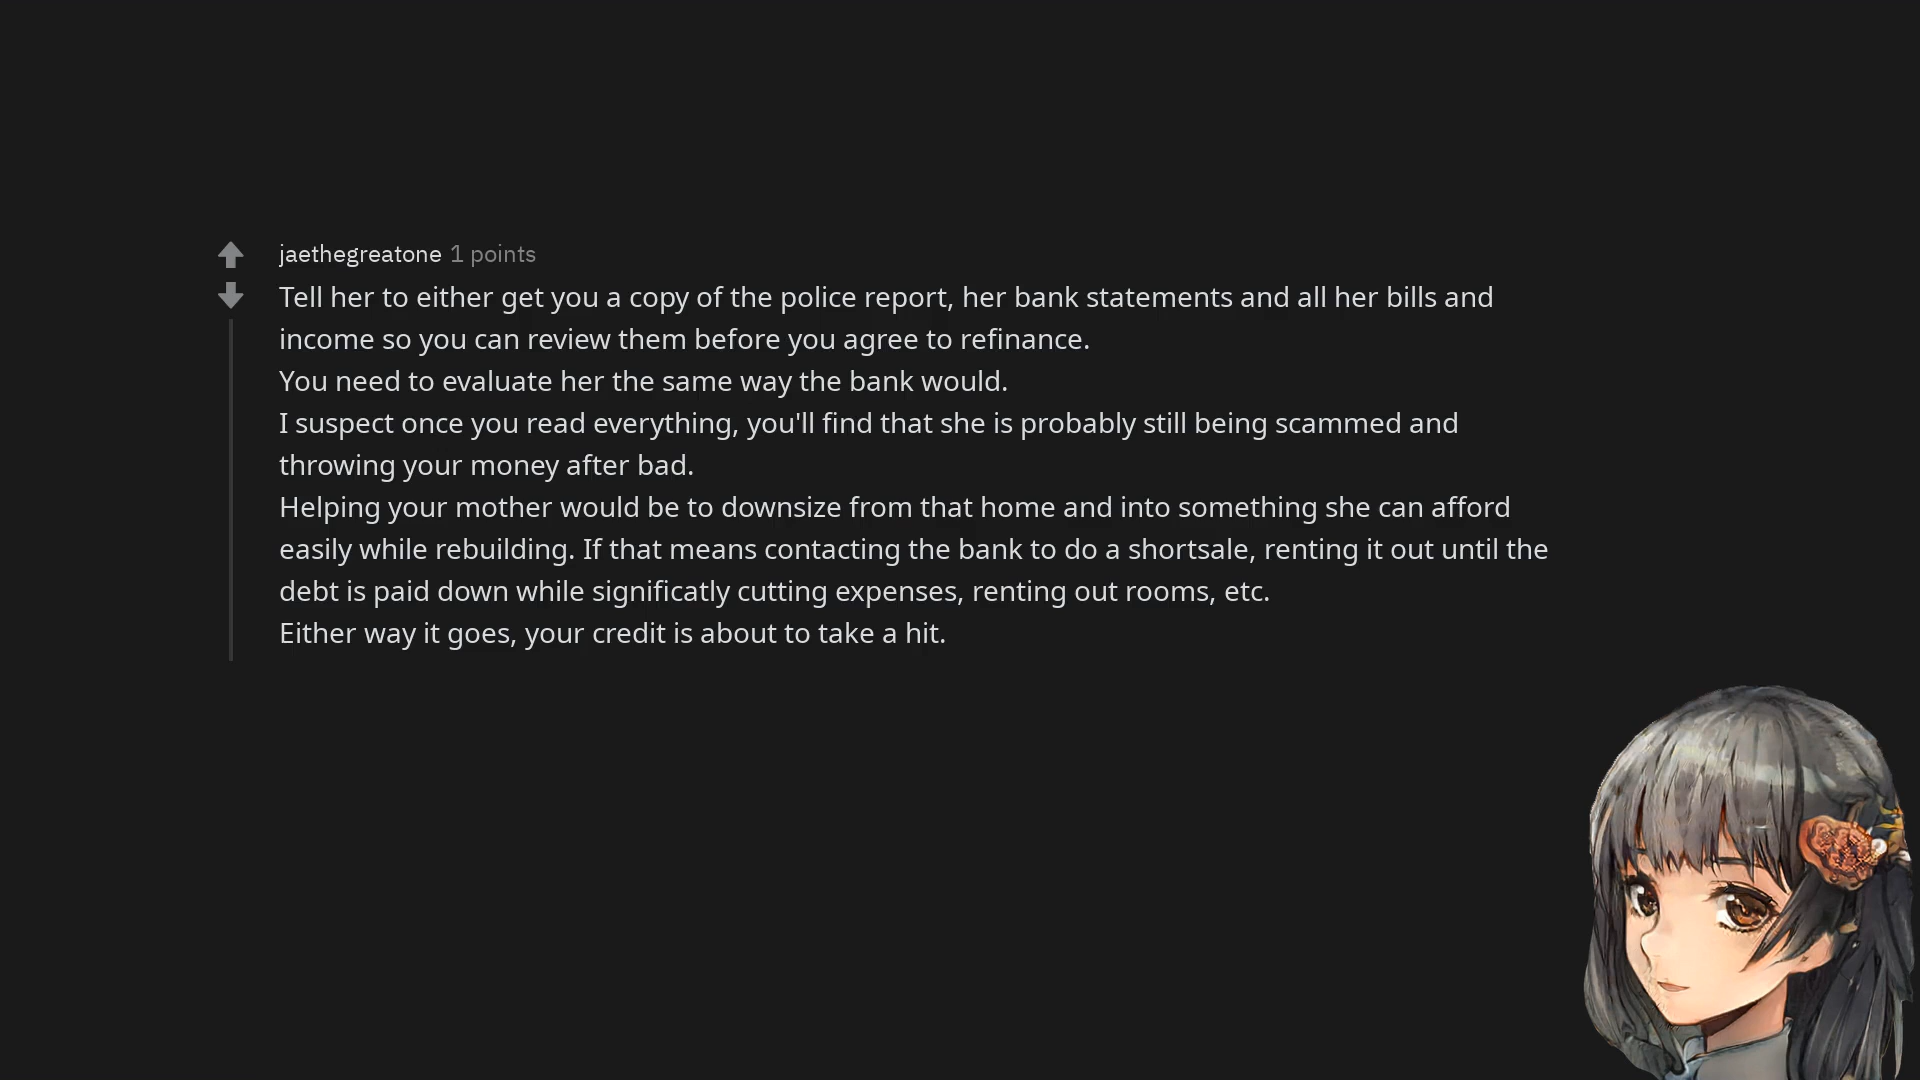 jaethegreatone 1 points
Tell her to either get you a copy of the police report, her bank statements and all her bills and
income so you can review them before you agree to refinance.
You need to evaluate her the same way the bank would.
I suspect once you read everything, you'll find that she is probably still being scammed and
throwing your money after bad.
Helping your mother would be to downsize from that home and into something she can afford
easily while rebuilding. If that means contacting the bank to do a shortsale, renting it out until the
debt is paid down while significatly cutting expenses, renting out rooms, etc.
Either way it goes, your credit is about to take a hit.